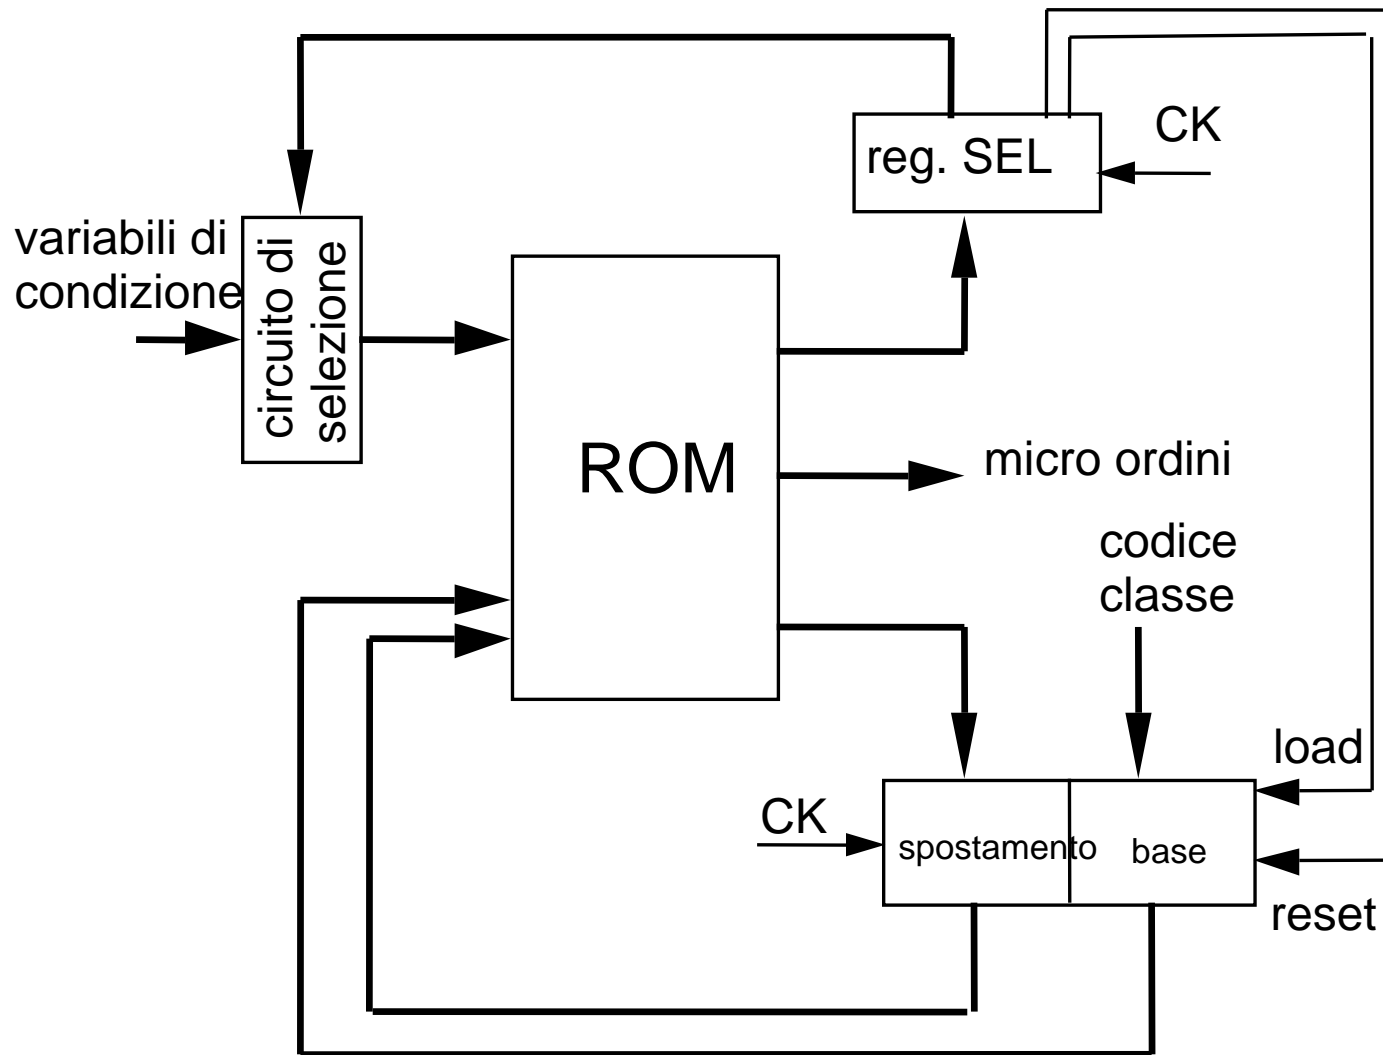 CK
reg. SEL
variabili di
condizione
circuito di
selezione
ROM
micro ordini
codice
classe
load
CK
spostamento
base
reset